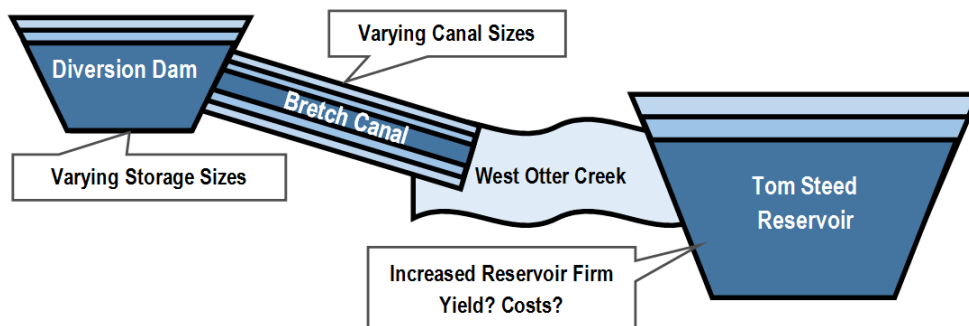 Varying Canal Sizes
Diversion Dam
Bretch Canal
Varying Storage Sizes
West Otter Creek
Tom Steed
Reservoir
Increased Reservoir Firm
Yield? Costs?